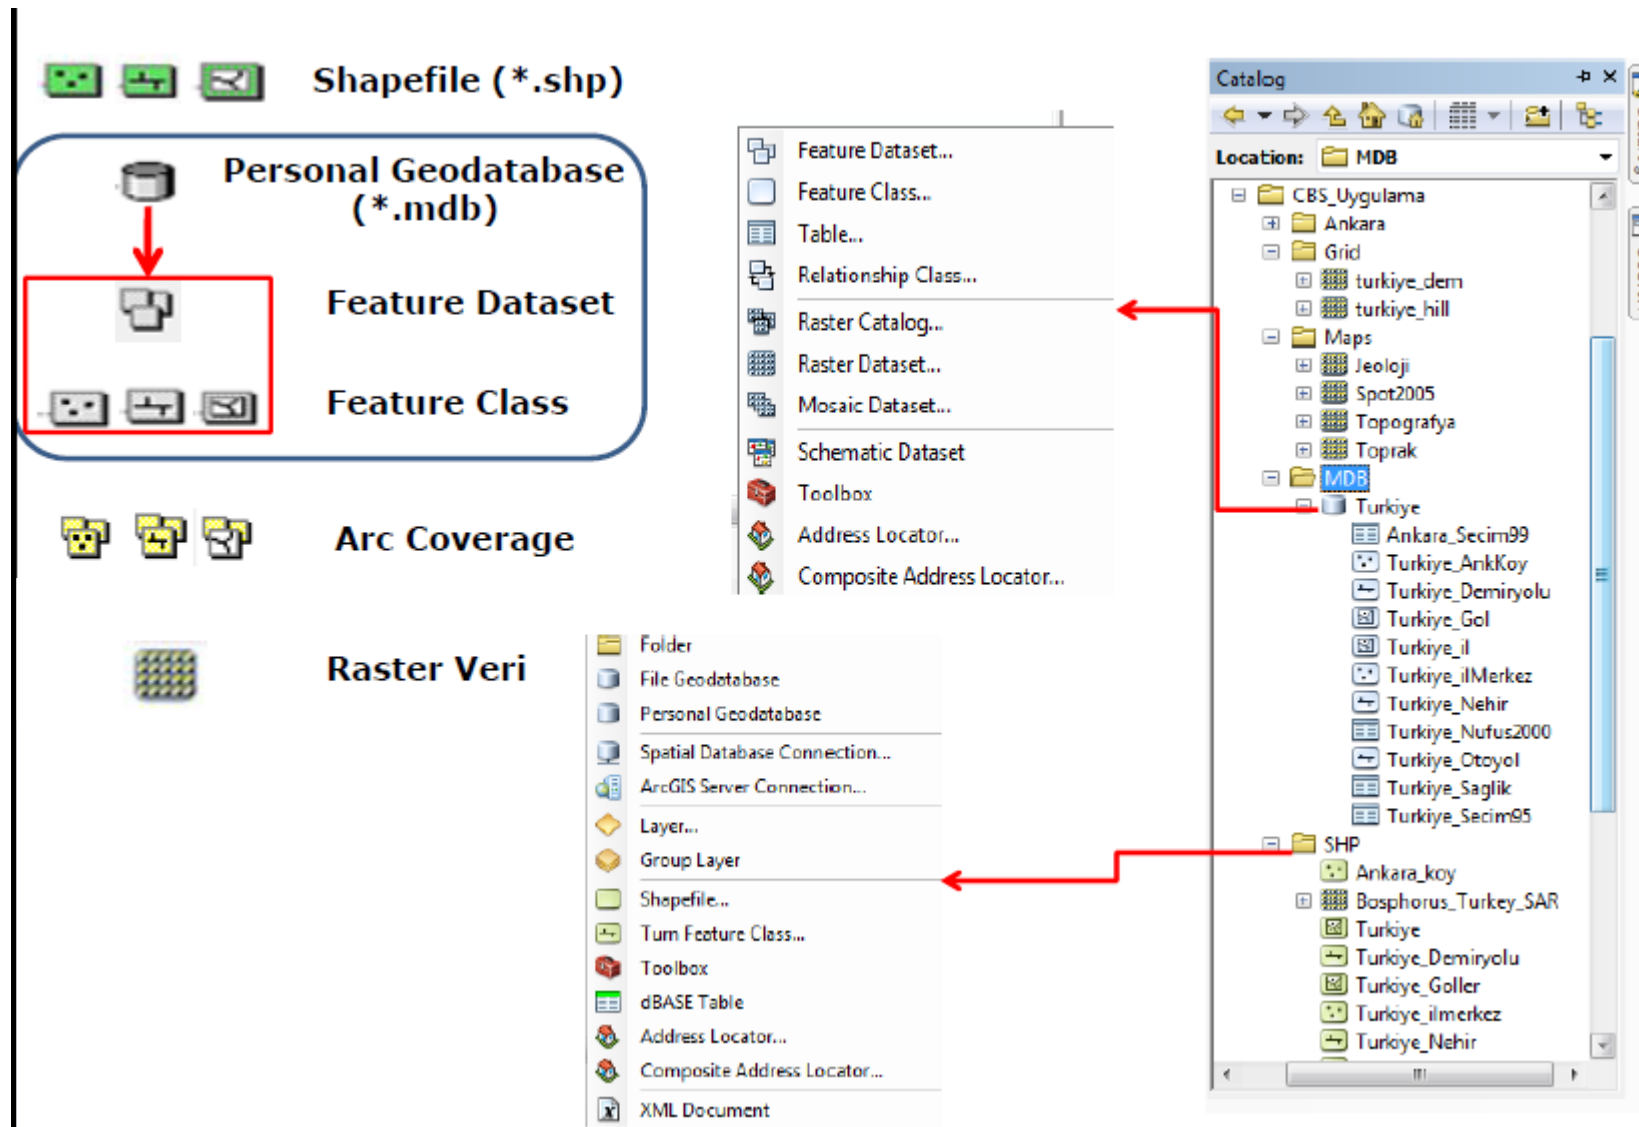 Shapefile (*.shp)
Personal Geodatabase
(*.mdb)
Feature Dataset
Feature Class
Arc Coverage
Raster Veri
Feature Dataset...
Feature Class...
Table...
Relationship Class...
Raster Catalog...
Raster Dataset...
Mosaic Dataset...
Schematic Dataset
Toolbox
Address Locator...
Composite Address Locator...
Folder
File Geodatabase
Personal Geodatabase
Spatial Database Connection...
ArcGIS Server Connection...
Layer...
Group Layer
Shapefile...
Turn Feature Class...
Toolbox
dBASE Table
Address Locator...
Composite Address Locator...
XML Document
Catalog
Location: MDB
CBS_Uygulama
Ankara
Grid
turkiye_dem
turkiye_hill
Maps
Jeoloji
Spot2005
Topografya
Toprak
MDB
Turkiye
Ankara_Secim99
Turkiye_AnkKoy
Turkiye_Demiryolu
Turkiye_Gol
Turkiye_il
Turkiye_ilMerkez
Turkiye_Nehir
Turkiye_Nufus2000
Turkiye_Otoyol
Turkiye_Saglik
Turkiye_Secim95
SHP
Ankara_koy
Bosphorus_Turkey_SAR
Turkiye
Turkiye_Demiryolu
Turkiye_Goller
Turkiye_ilmerkez
Turkiye_Nehir